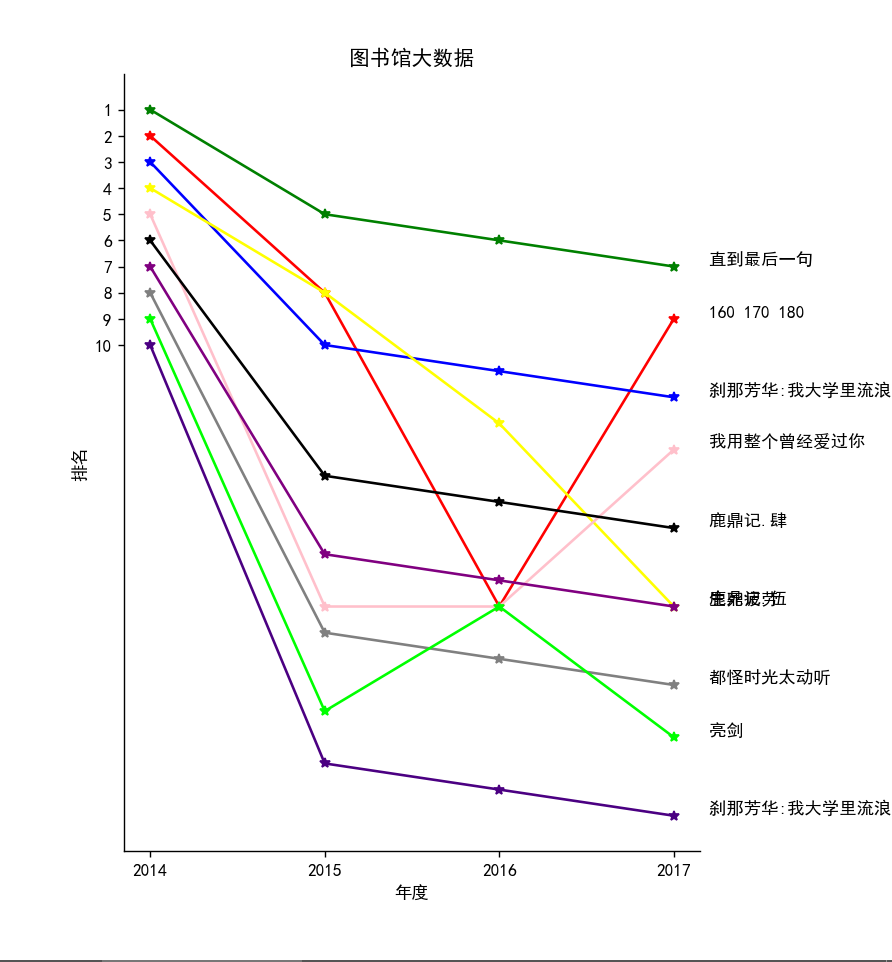 图书馆大数据
1
2
3
4
5
6
7
8
9
10
排名
直到最后一句
160 170 180
刹那芳华:我大学里流浪
我用整个曾经爱过你
鹿鼎记.肆
都怪时光太动听
亮剑
刹那芳华:我大学里流浪
2014
2015
2016
2017
年度